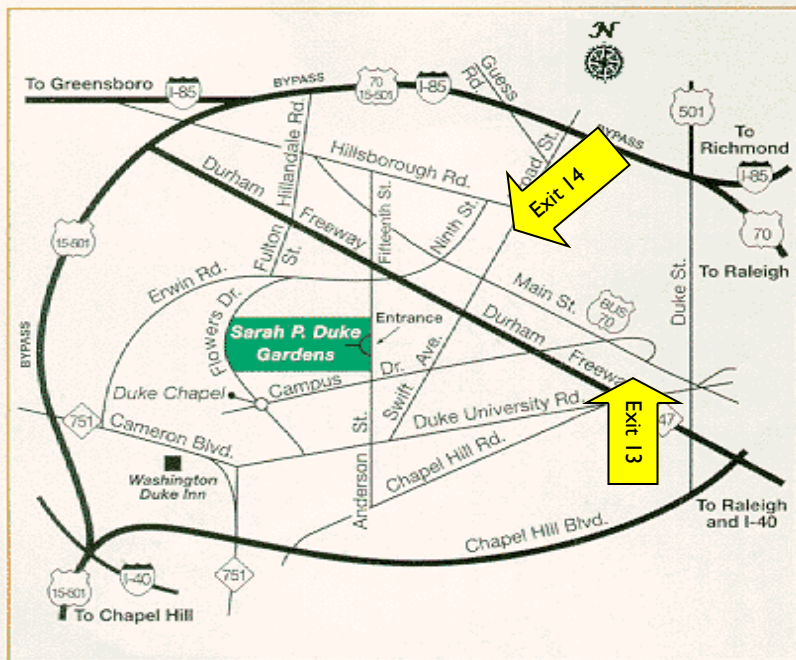 N
To Greensboro
I-85
BYPASS
70
15-501
I-85
Guess
Rd.
BYPASS
501
To
Richmond
I-85
70
To Raleigh
Hillandale Rd.
Hillsborough Rd.
oad St.
Exit 14
Durham
Freeway
Fulton
St.
Fifteenth St.
Ninth St.
15-501
BYPASS
Erwin Rd.
Flowers Dr.
Sarah P. Duke
Gardens
Entrance
Main St.
BUS
70
Duke St.
Durham
Freewa
Swift Ave.
Duke Chapel
Campus Dr.
751
Cameron Blvd.
Duke University Rd.
Exit 13
47
Washington
Duke Inn
Anderson St.
Chapel Hill Rd.
To Raleigh
and I-40
Chapel HIll Blvd.
751
I-40
15-501
To Chapel Hill